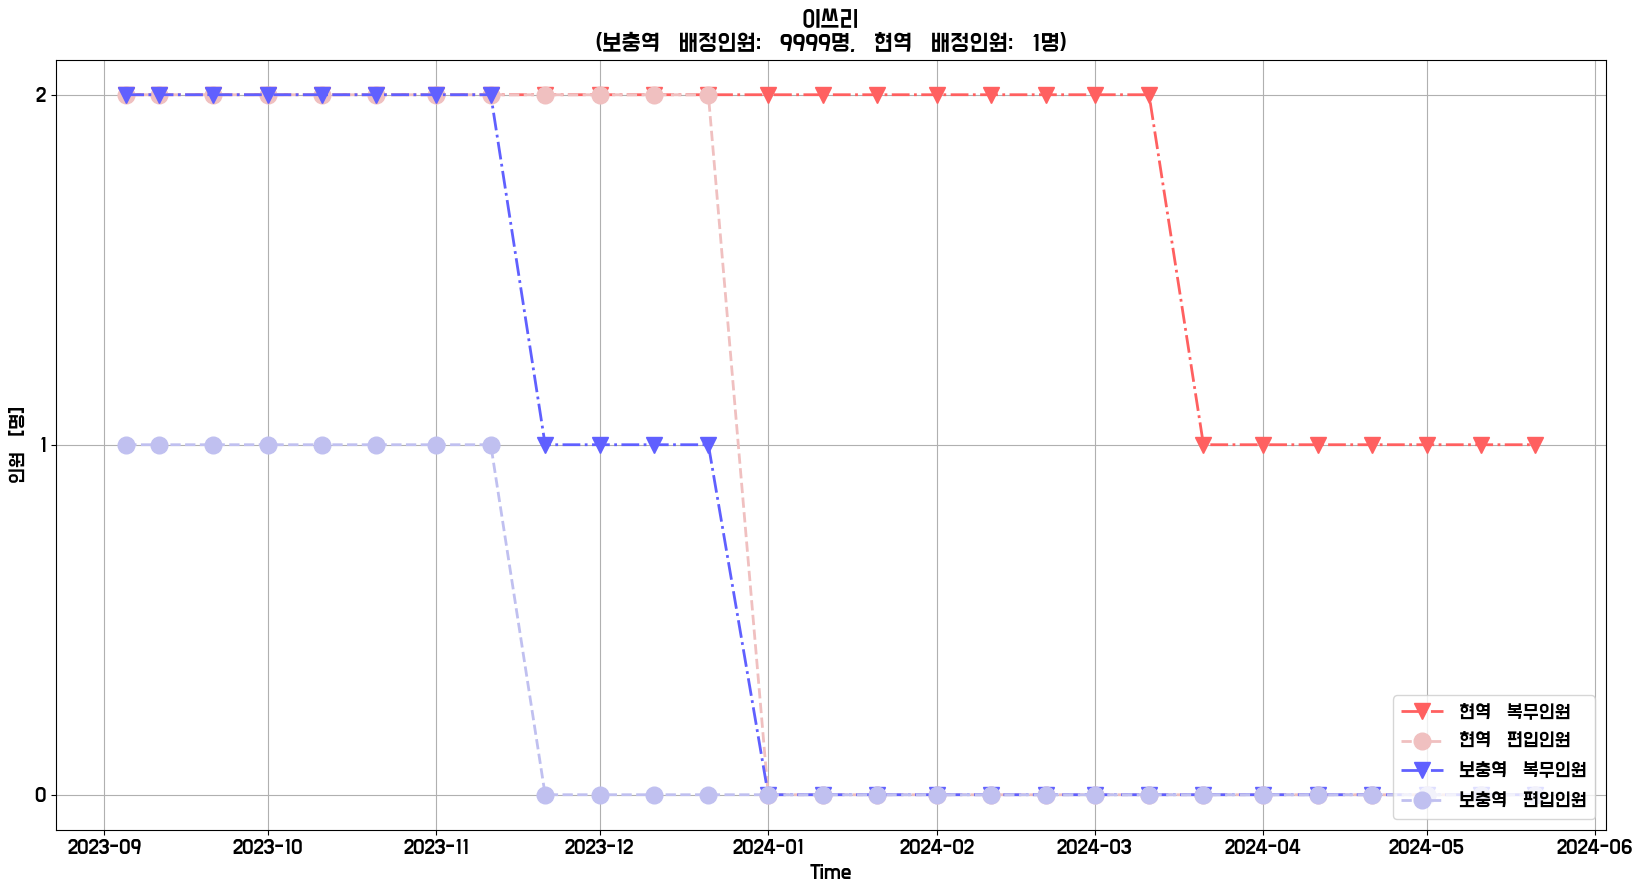 이쓰리
(보충역 배정인원: 9999명, 현역 배정인원: 1명)
인원 [명]
2
1
0
2023-09 2023-10 2023-11 2023-12 2024-01 2024-02 2024-03 2024-04 2024-05 2024-06
Time
현역 복무인원
현역 편입인원
보충역 복무인원
보충역 편입인원